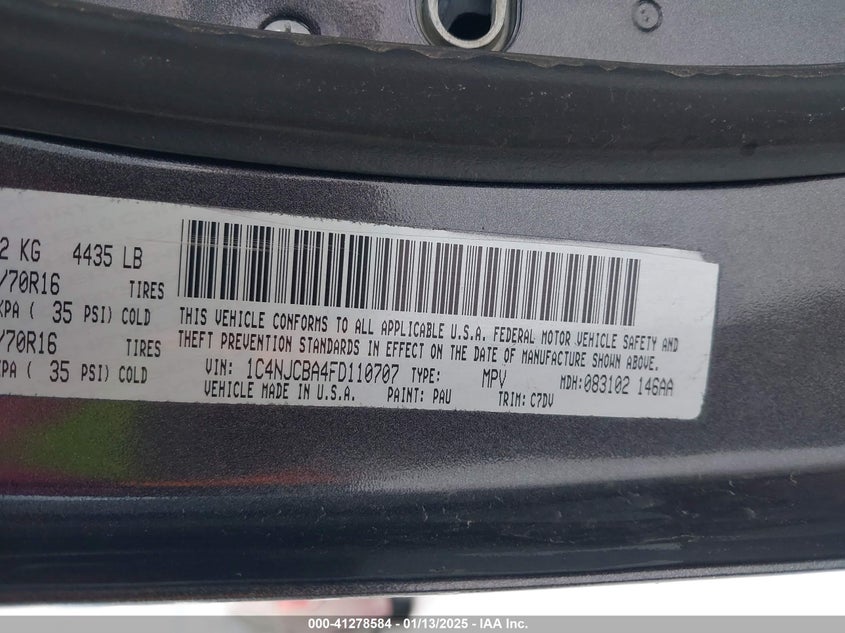 2 KG 4435 LB
/70R16 TIRES
KPA ( 35 PSI) COLD
/70R16 TIRES
KPA ( 35 PSI) COLD
THIS VEHICLE CONFORMS TO ALL APPLICABLE U.S.A. FEDERAL MOTOR VEHICLE SAFETY AND
THEFT PREVENTION STANDARDS IN EFFECT ON THE DATE OF MANUFACTURE SHOWN ABOVE.
VIN: 1C4NJCBA4FD110707 TYPE: MPV MDH:083102 146AA
VEHICLE MADE IN U.S.A. PAINT: PAU TRIM: C7DV
000-41278584 — 01/13/2025 — IAA Inc.